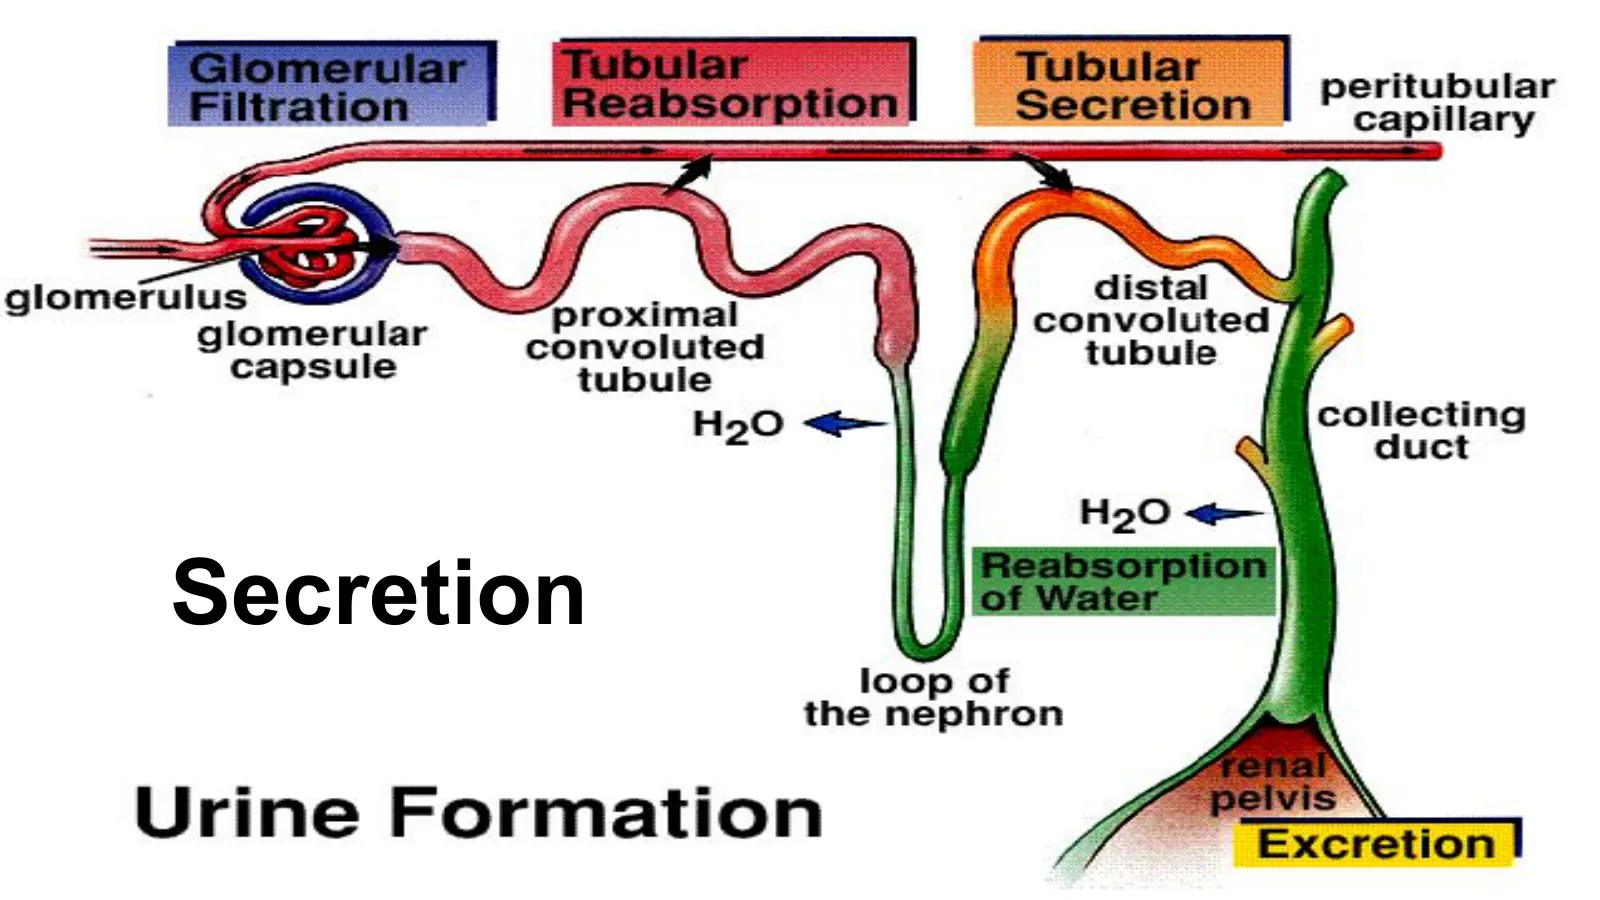 Glomerular
Filtration
Tubular
Reabsorption
Tubular
Secretion
peritubular
capillary
glomerulus
glomerular
capsule
proximal
convoluted
tubule
distal
convoluted
tubule
H2O
collecting
duct
H2O
Reabsorption
of Water
Secretion
loop of
the nephron
renal
pelvis
Urine Formation
Excretion